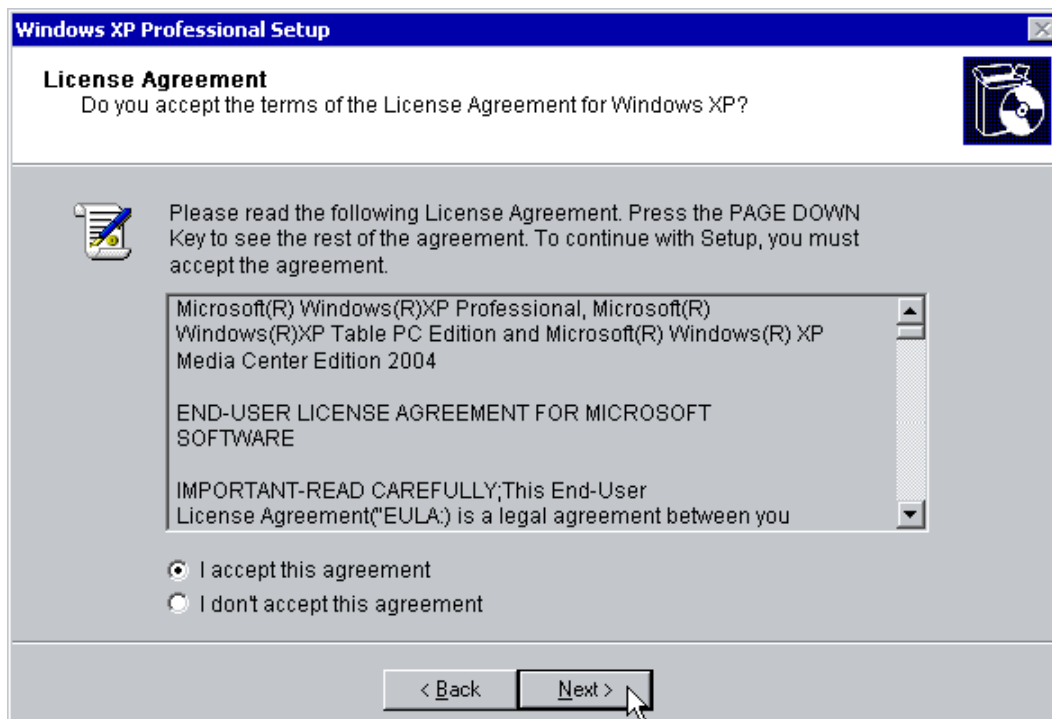 Windows XP Professional Setup
License Agreement
Do you accept the terms of the License Agreement for Windows XP?
Please read the following License Agreement. Press the PAGE DOWN
Key to see the rest of the agreement. To continue with Setup, you must
accept the agreement.
Microsoft(R) Windows(R)XP Professional, Microsoft(R)
Windows(R)XP Table PC Edition and Microsoft(R) Windows(R) XP
Media Center Edition 2004
END-USER LICENSE AGREEMENT FOR MICROSOFT
SOFTWARE
IMPORTANT-READ CAREFULLY;This End-User
License Agreement("EULA:) is a legal agreement between you
I accept this agreement
I don't accept this agreement
< Back Next >